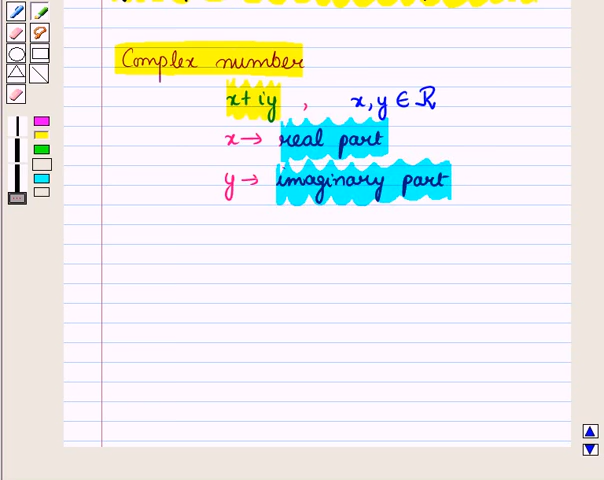 Complex number
x + iy , x, y ∈ R
x → real part
y → imaginary part